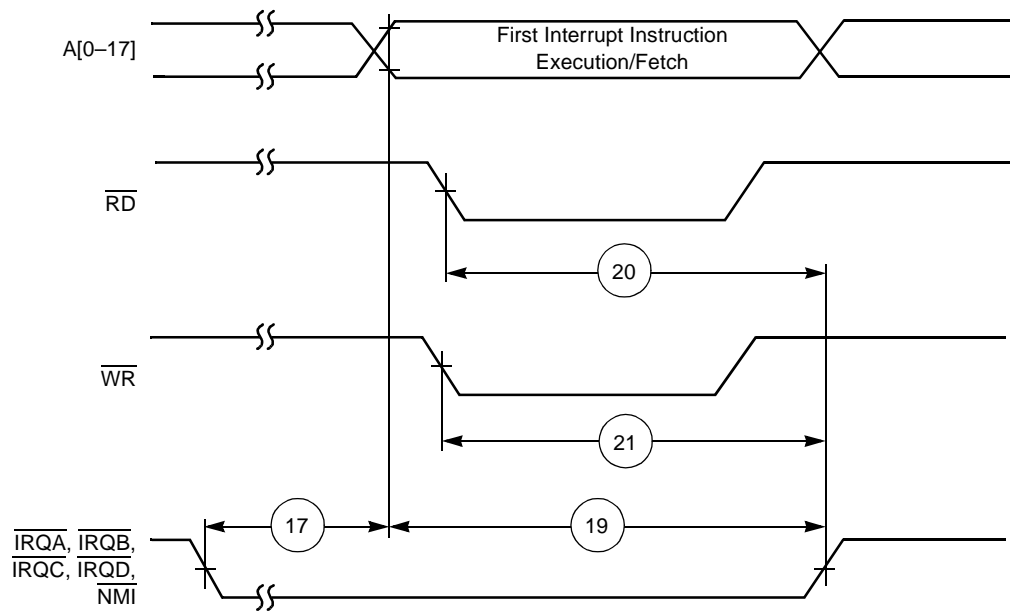 A[0–17]
First Interrupt Instruction
Execution/Fetch
RD
20
WR
21
17
19
IRQA, IRQB,
IRQC, IRQD,
NMI